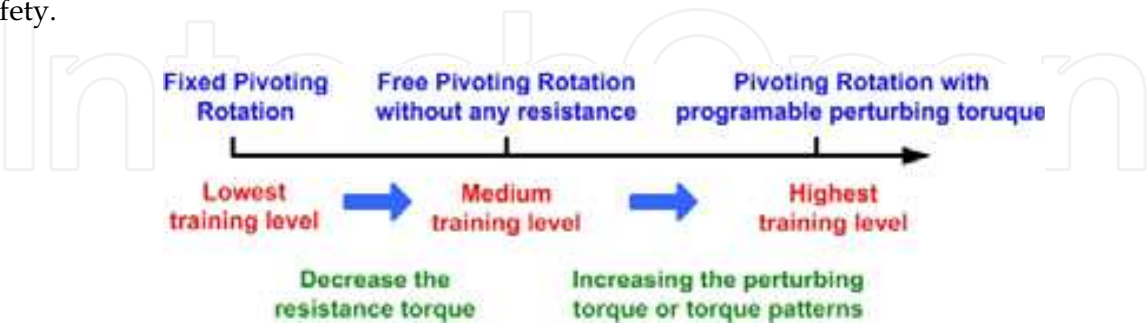 fety.
IntechOpen
Fixed Pivoting Rotation
Free Pivoting Rotation without any resistance
Pivoting Rotation with programable perturbing toruque
Lowest training level
Medium training level
Highest training level
Decrease the resistance torque
Increasing the perturbing torque or torque patterns